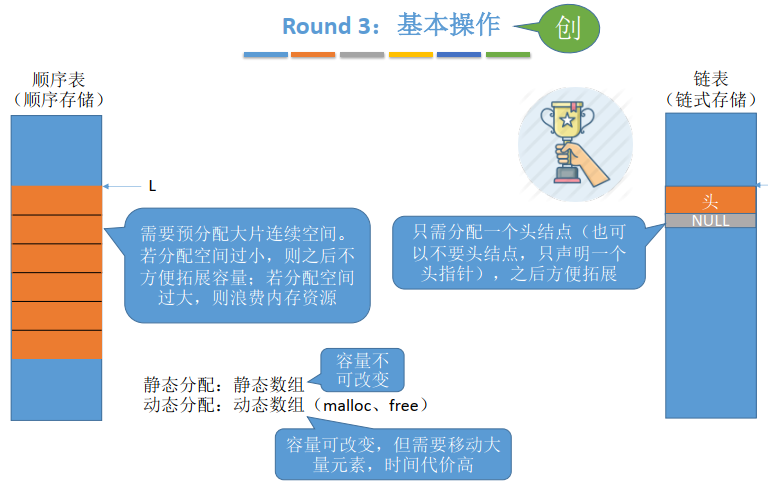 Round 3：基本操作
创
顺序表
（顺序存储）
L
需要预分配大片连续空间。
若分配空间过小，则之后不
方便拓展容量；若分配空间
过大，则浪费内存资源
链表
（链式存储）
头
NULL
只需分配一个头结点（也可
以不要头结点，只声明一个
头指针），之后方便拓展
静态分配：静态数组
容量不
可改变
动态分配：动态数组（malloc、free）
容量可改变，但需要移动大
量元素，时间代价高